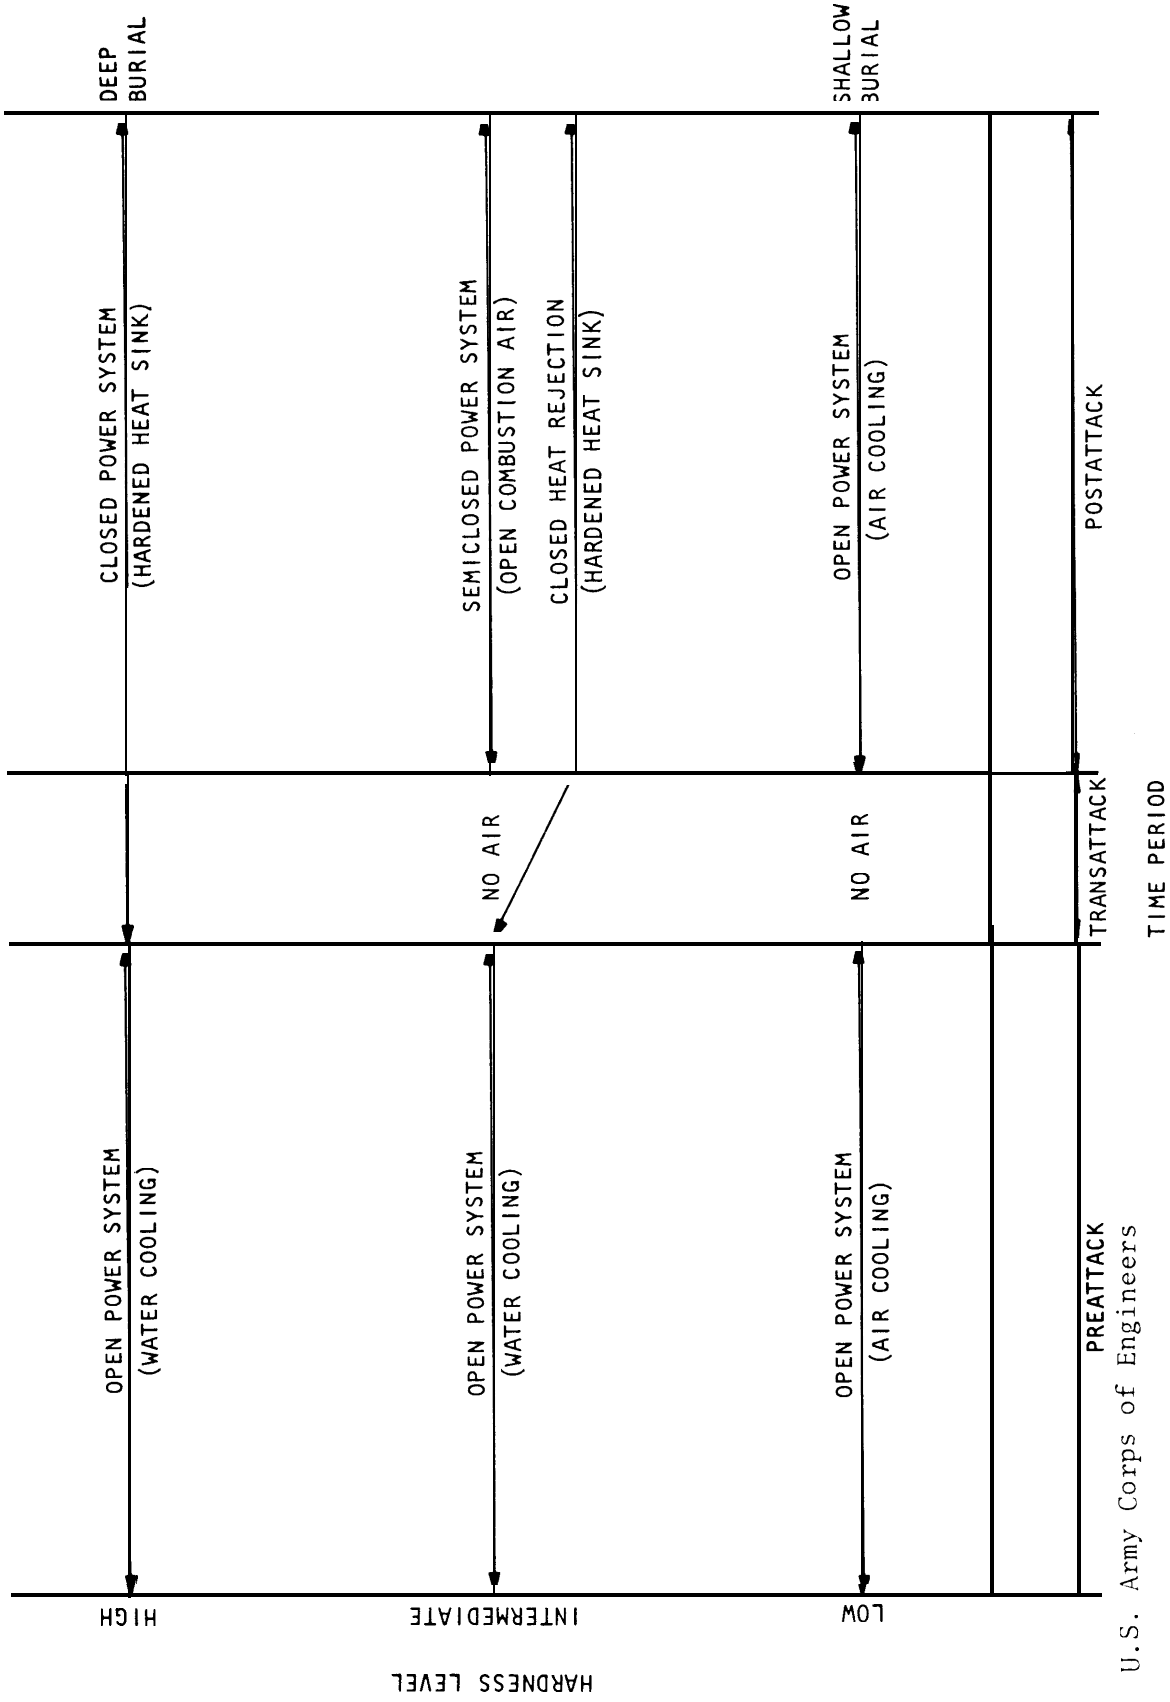 HARDNESS LEVEL
HIGH
INTERMEDIATE
LOW
OPEN POWER SYSTEM
(WATER COOLING)
CLOSED POWER SYSTEM
(HARDENED HEAT SINK)
DEEP
BURIAL
OPEN POWER SYSTEM
(WATER COOLING)
NO AIR
SEMICLOSED POWER SYSTEM
(OPEN COMBUSTION AIR)
CLOSED HEAT REJECTION
(HARDENED HEAT SINK)
OPEN POWER SYSTEM
(AIR COOLING)
NO AIR
OPEN POWER SYSTEM
(AIR COOLING)
SHALLOW
BURIAL
PREATTACK
TRANSATTACK
POSTATTACK
TIME PERIOD
U.S. Army Corps of Engineers